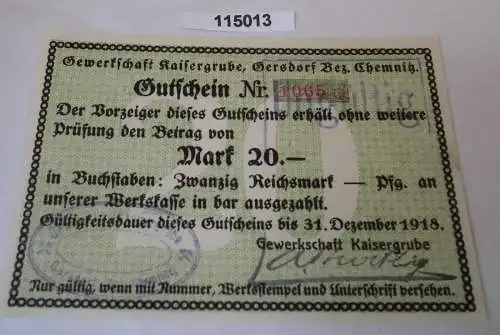 115013
Gewerkschaft Kaisergrube, Gersdorf Bez. Chemnitz.
Gutschein Nr. 1065
gültig
Der Vorzeiger dieses Gutscheins erhält ohne weitere
Prüfung den Betrag von
Mark 20.—
in Buchstaben: Zwanzig Reichsmark — Pfg. an
unserer Werkskasse in bar ausgezahlt.
Gültigkeitsdauer dieses Gutscheins bis 31. Dezember 1918.
Gewerkschaft Kaisergrube
Nur gültig, wenn mit Nummer, Werksstempel und Unterschrift versehen.